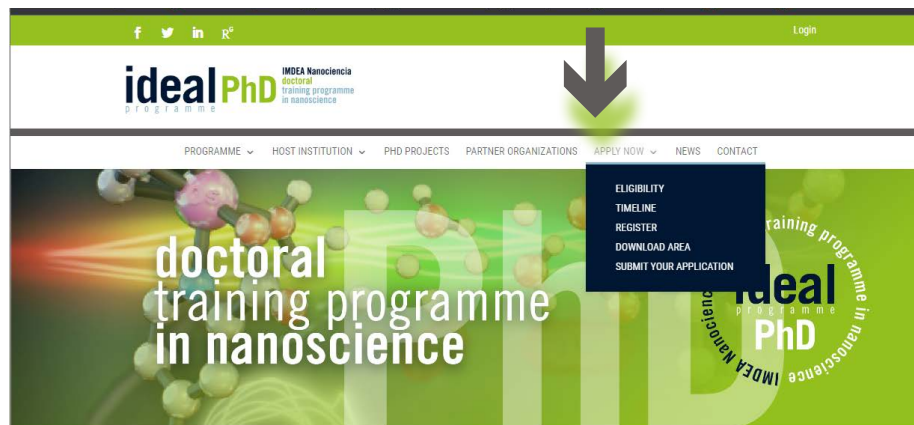 f in R^G
Login
ideal PhD
programme
IMDEA Nanociencia
doctoral
training programme
in nanoscience
PROGRAMME HOST INSTITUTION PHD PROJECTS PARTNER ORGANIZATIONS APPLY NOW NEWS CONTACT
ELIGIBILITY
TIMELINE
REGISTER
DOWNLOAD AREA
SUBMIT YOUR APPLICATION
PhD
doctoral
training programme
in nanoscience
training programme in nanoscience
IMDEA Nanocienc
ideal
programme
PhD